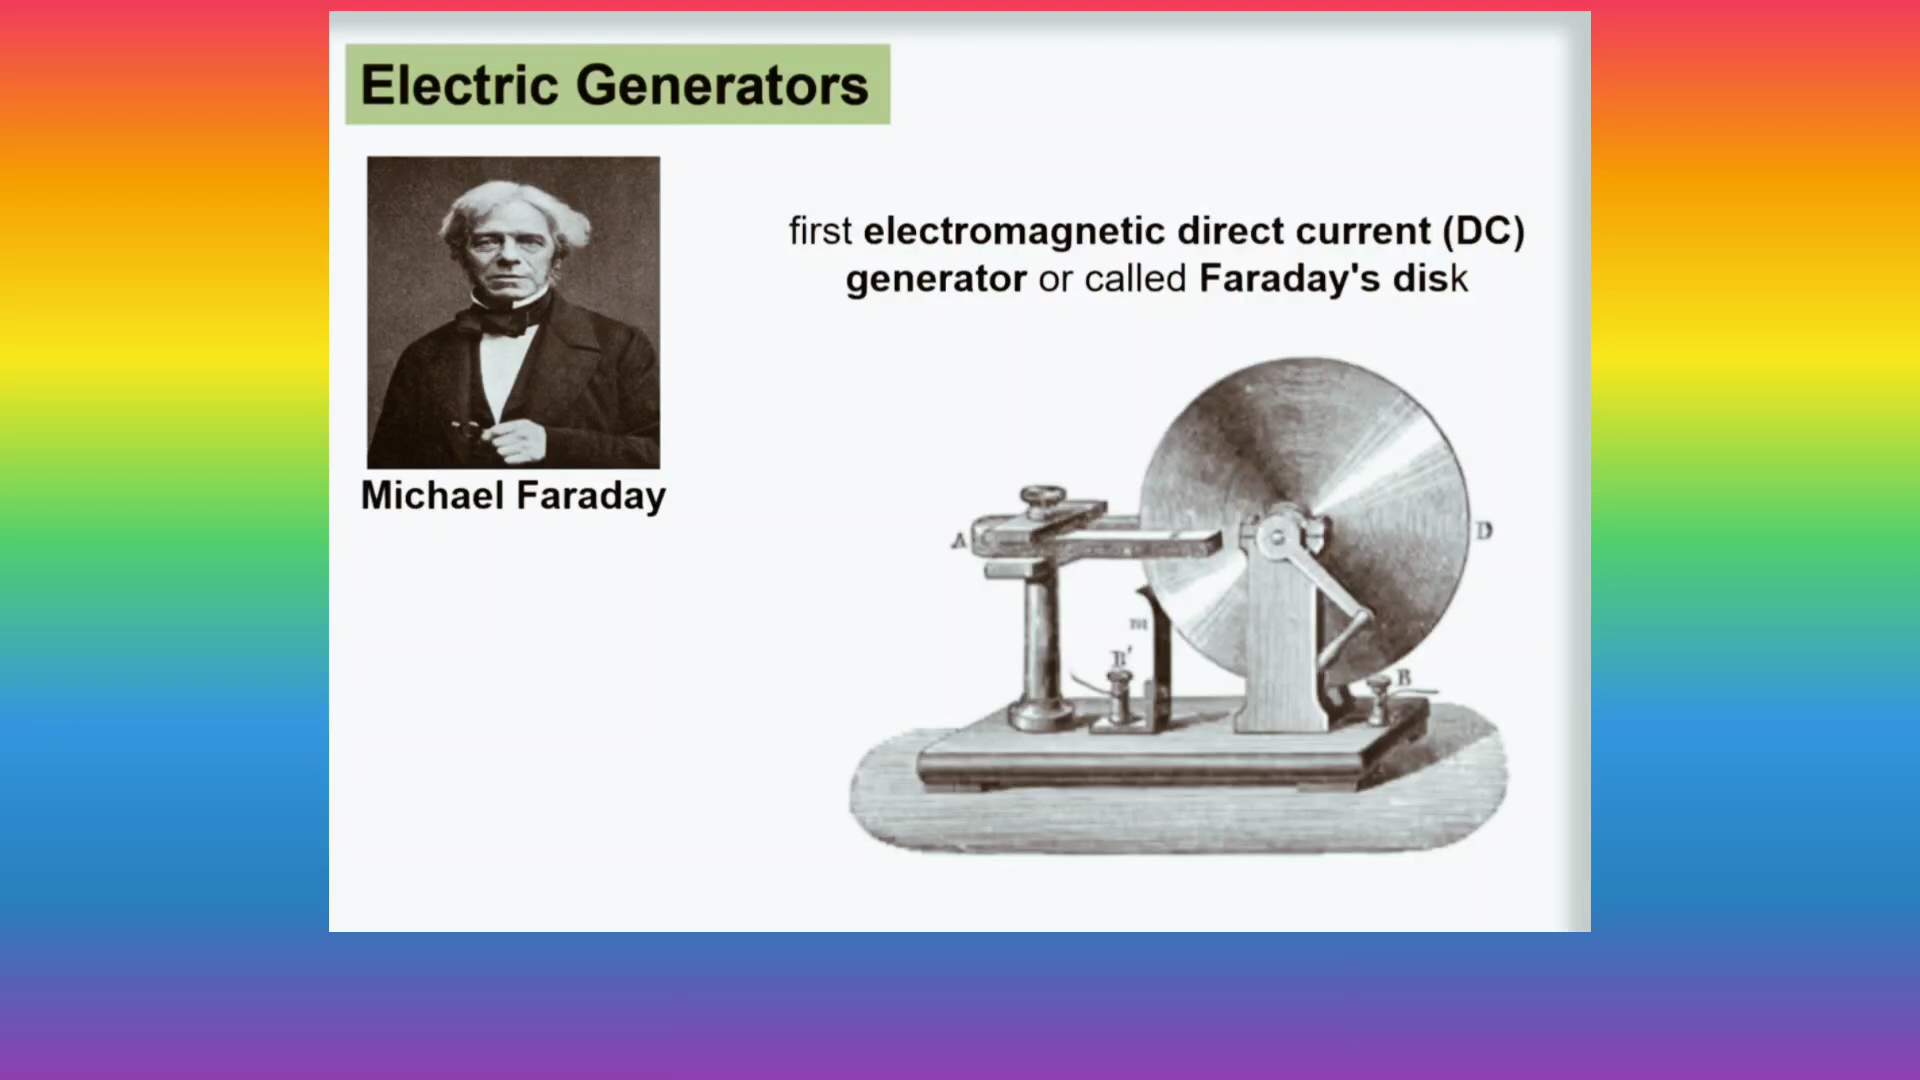 Electric Generators
Michael Faraday
first electromagnetic direct current (DC)
generator or called Faraday's disk
A
D
m
B'
B